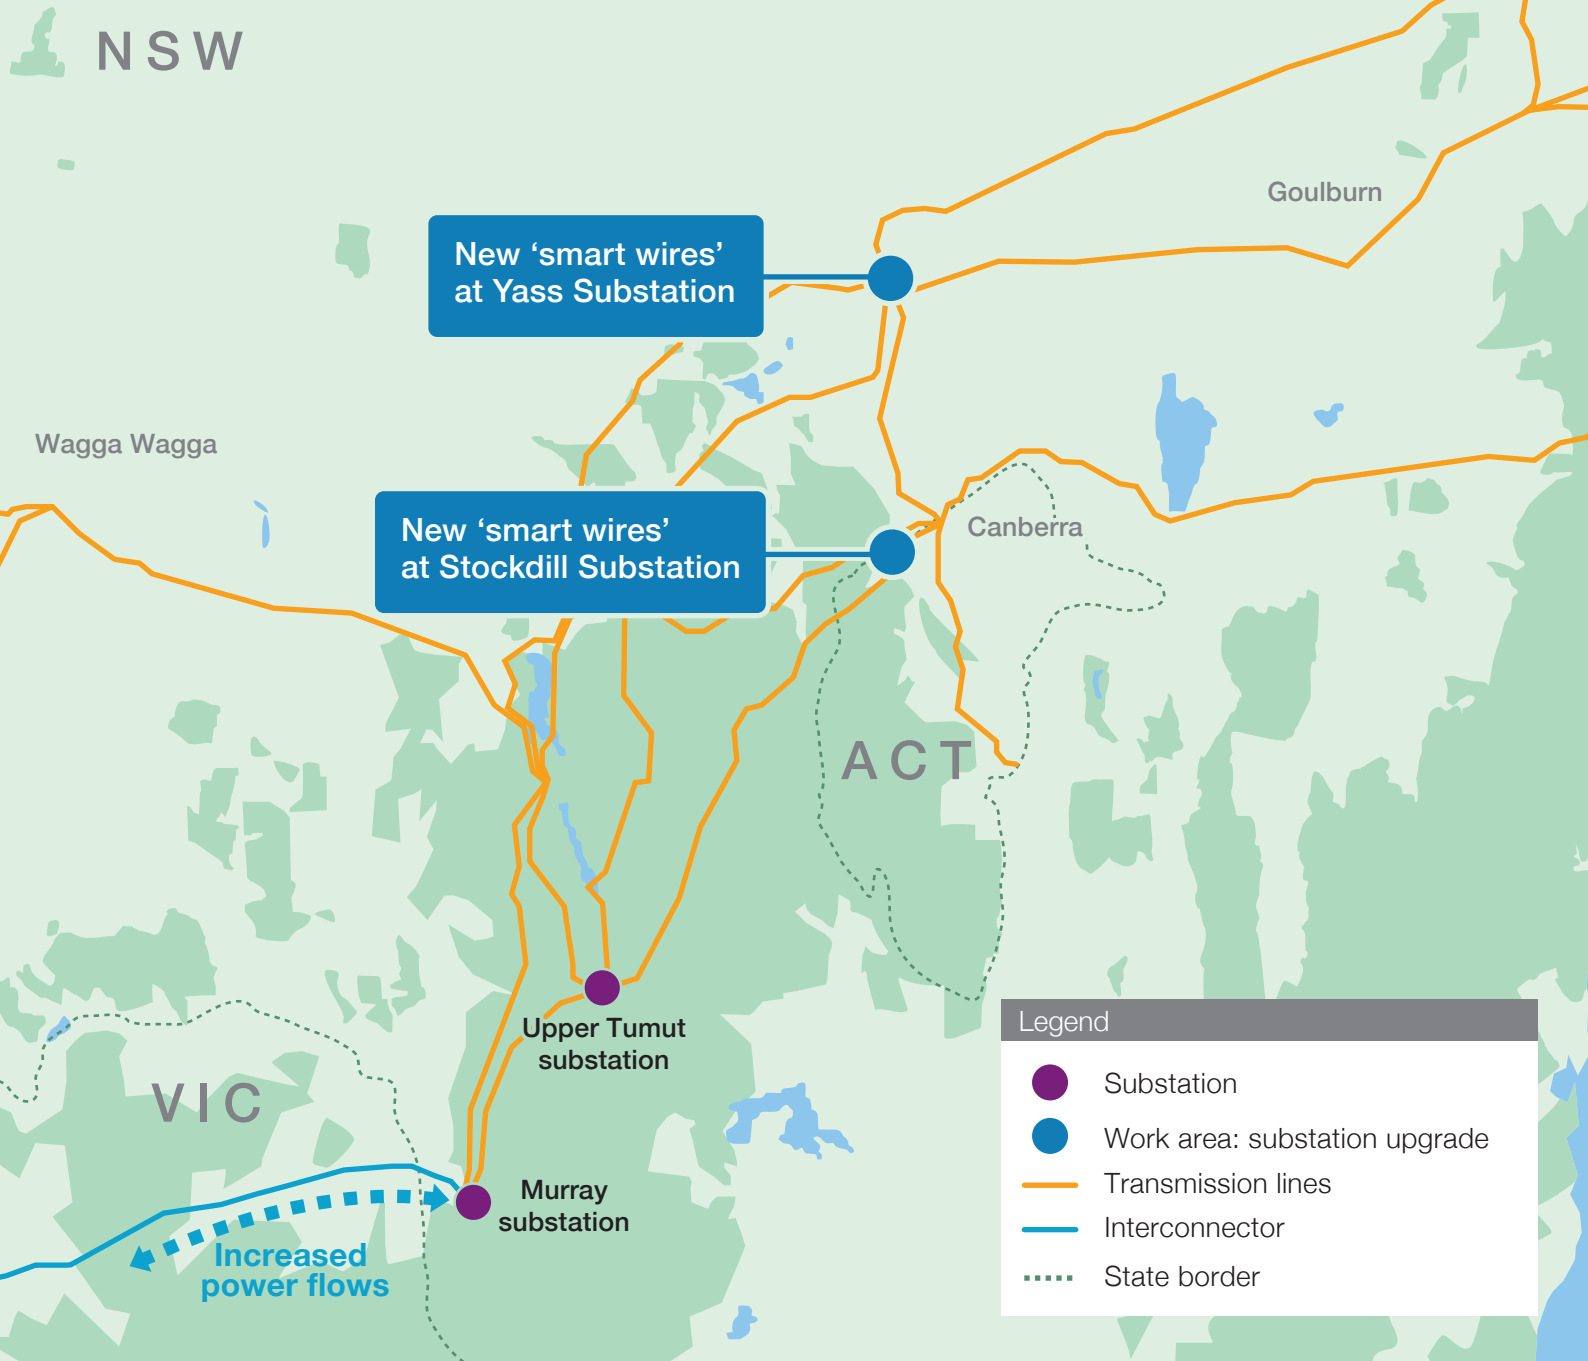 NSW
Goulburn
New ‘smart wires’
at Yass Substation
Wagga Wagga
New ‘smart wires’
at Stockdill Substation
Canberra
ACT
Upper Tumut
substation
VIC
Murray
substation
Increased
power flows
Legend
Substation
Work area: substation upgrade
Transmission lines
Interconnector
State border